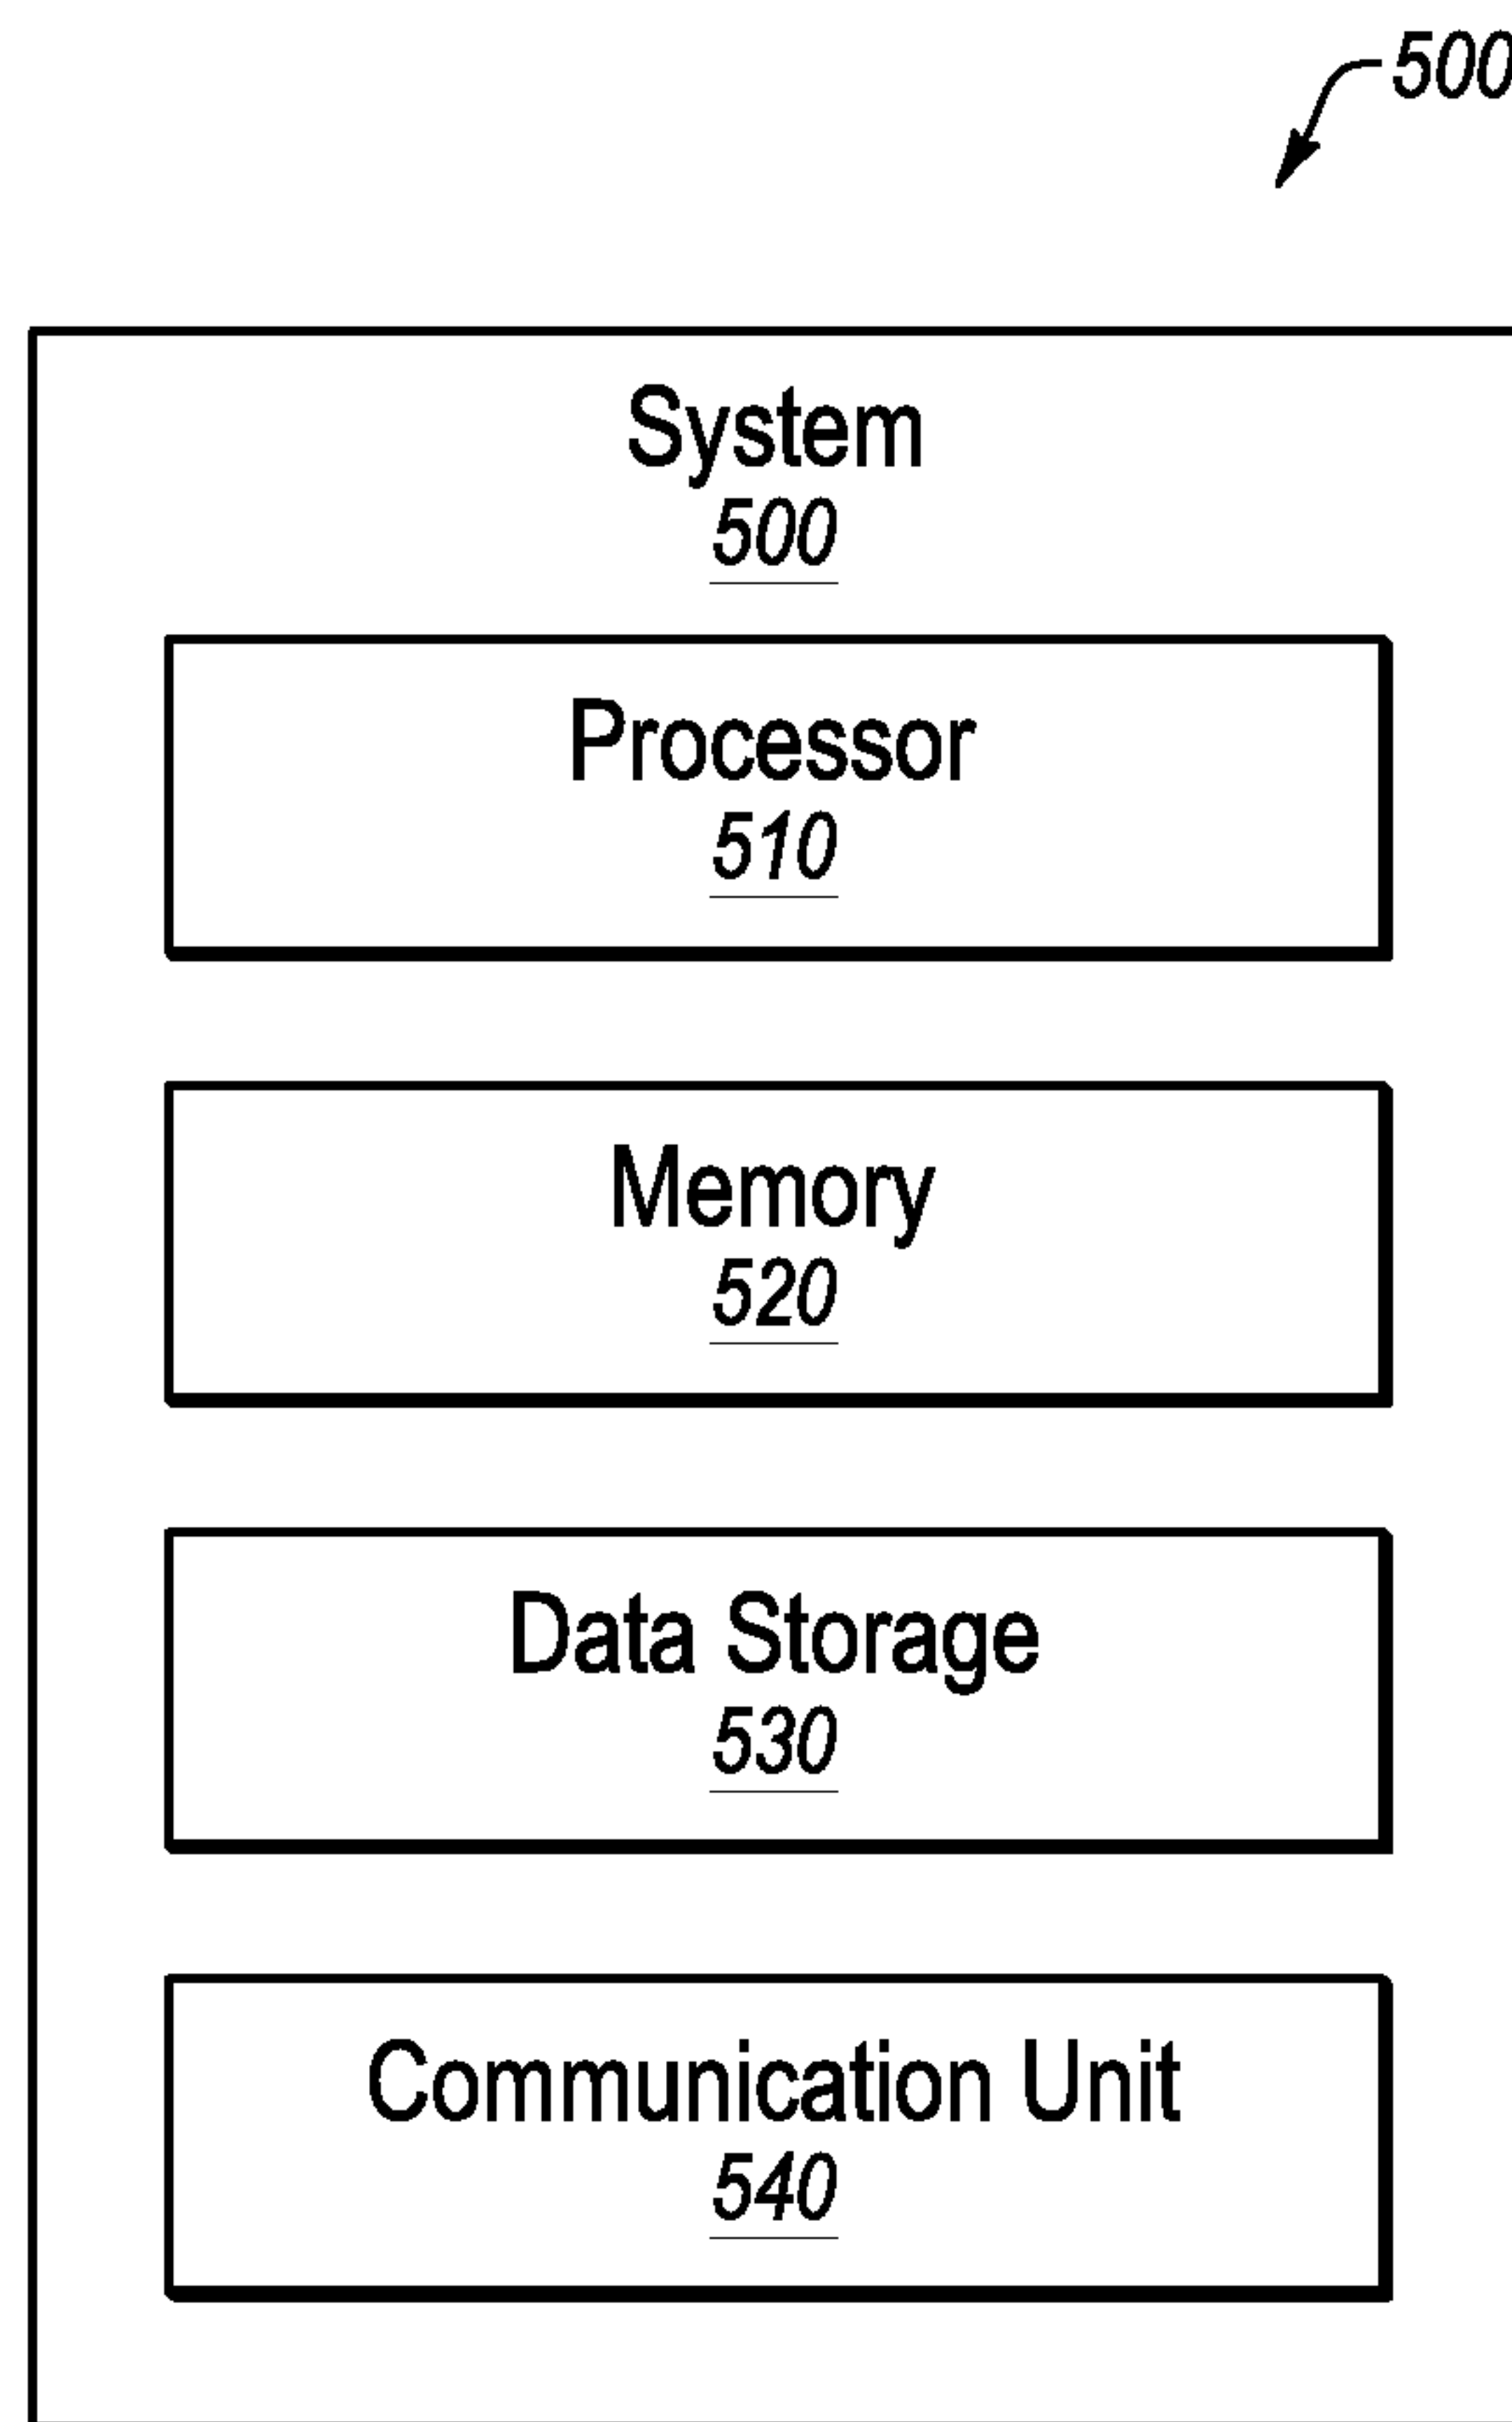 500
System
500
Processor
510
Memory
520
Data Storage
530
Communication Unit
540